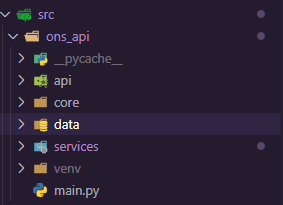 src
ons_api
__pycache__
api
core
data
services
venv
main.py